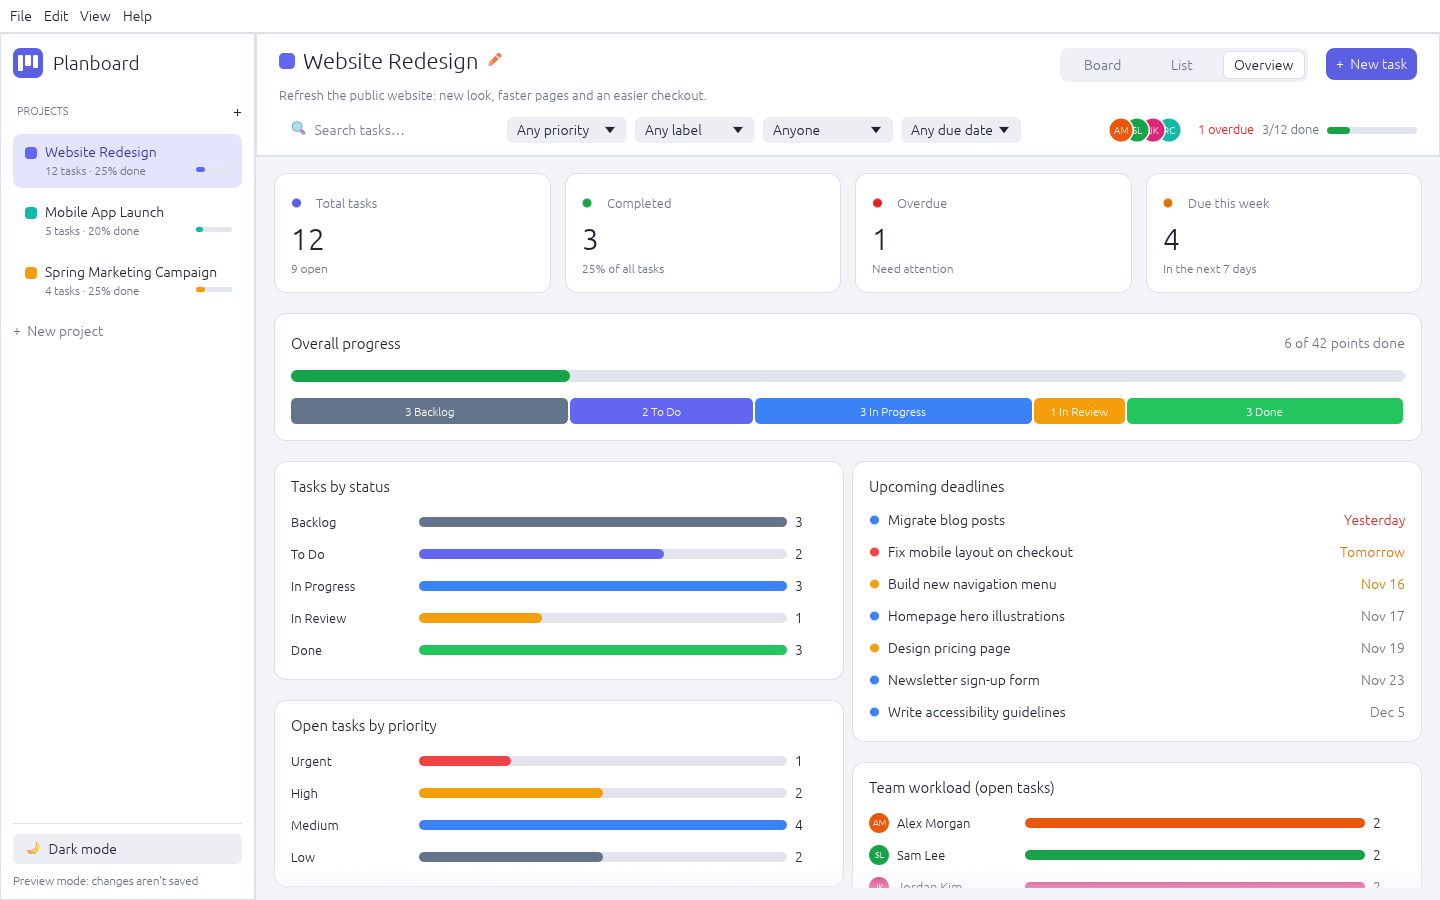 File Edit View Help
Planboard
PROJECTS +
Website Redesign
12 tasks · 25% done
Mobile App Launch
5 tasks · 20% done
Spring Marketing Campaign
4 tasks · 25% done
+ New project
Dark mode
Preview mode: changes aren't saved
Website Redesign
Board List Overview
+ New task
Refresh the public website: new look, faster pages and an easier checkout.
Search tasks…
Any priority
Any label
Anyone
Any due date
AM SL JK RC
1 overdue 3/12 done
Total tasks
12
9 open
Completed
3
25% of all tasks
Overdue
1
Need attention
Due this week
4
In the next 7 days
Overall progress
6 of 42 points done
3 Backlog
2 To Do
3 In Progress
1 In Review
3 Done
Tasks by status
Backlog 3
To Do 2
In Progress 3
In Review 1
Done 3
Open tasks by priority
Urgent 1
High 2
Medium 4
Low 2
Upcoming deadlines
Migrate blog posts Yesterday
Fix mobile layout on checkout Tomorrow
Build new navigation menu Nov 16
Homepage hero illustrations Nov 17
Design pricing page Nov 19
Newsletter sign-up form Nov 23
Write accessibility guidelines Dec 5
Team workload (open tasks)
AM Alex Morgan 2
SL Sam Lee 2
JK Jordan Kim 2